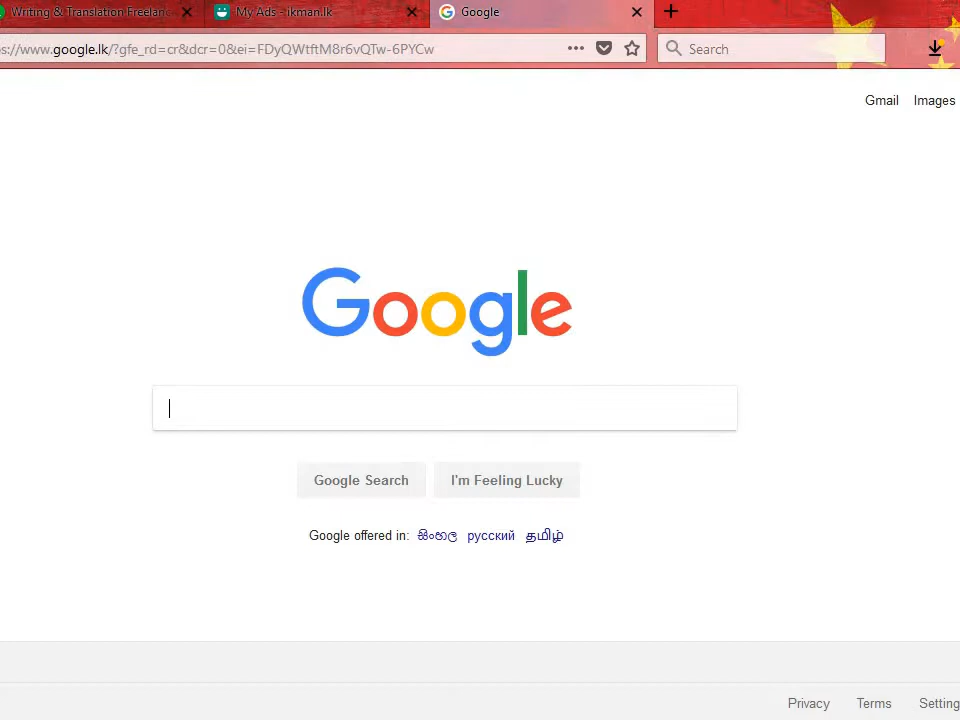 Writing & Translation Freelanc
My Ads - ikman.lk
Google
s://www.google.lk/?gfe_rd=cr&dcr=0&ei=FDyQWtftM8r6vQTw-6PYCw
Search
Gmail Images
Google
Google Search
I'm Feeling Lucky
Google offered in: සිංහල русский தமிழ்
Privacy Terms Setting